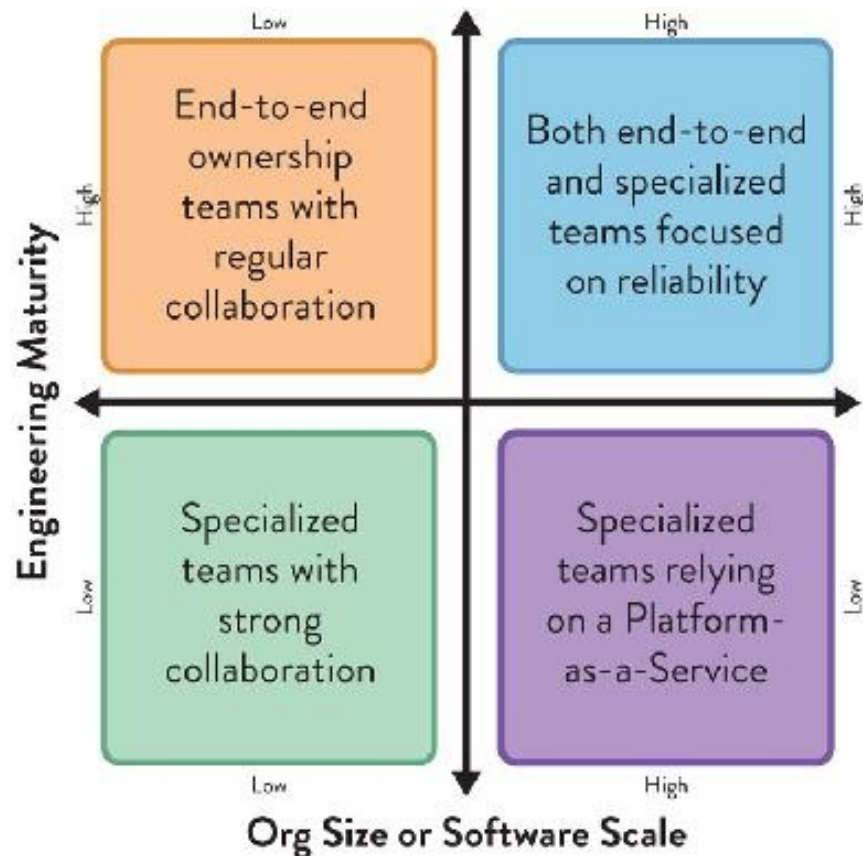 Low
High
End-to-end
ownership
teams with
regular
collaboration
Both end-to-end
and specialized
teams focused
on reliability
High
High
Engineering Maturity
Specialized
teams with
strong
collaboration
Specialized
teams relying
on a Platform-
as-a-Service
Low
Low
Low
High
Org Size or Software Scale